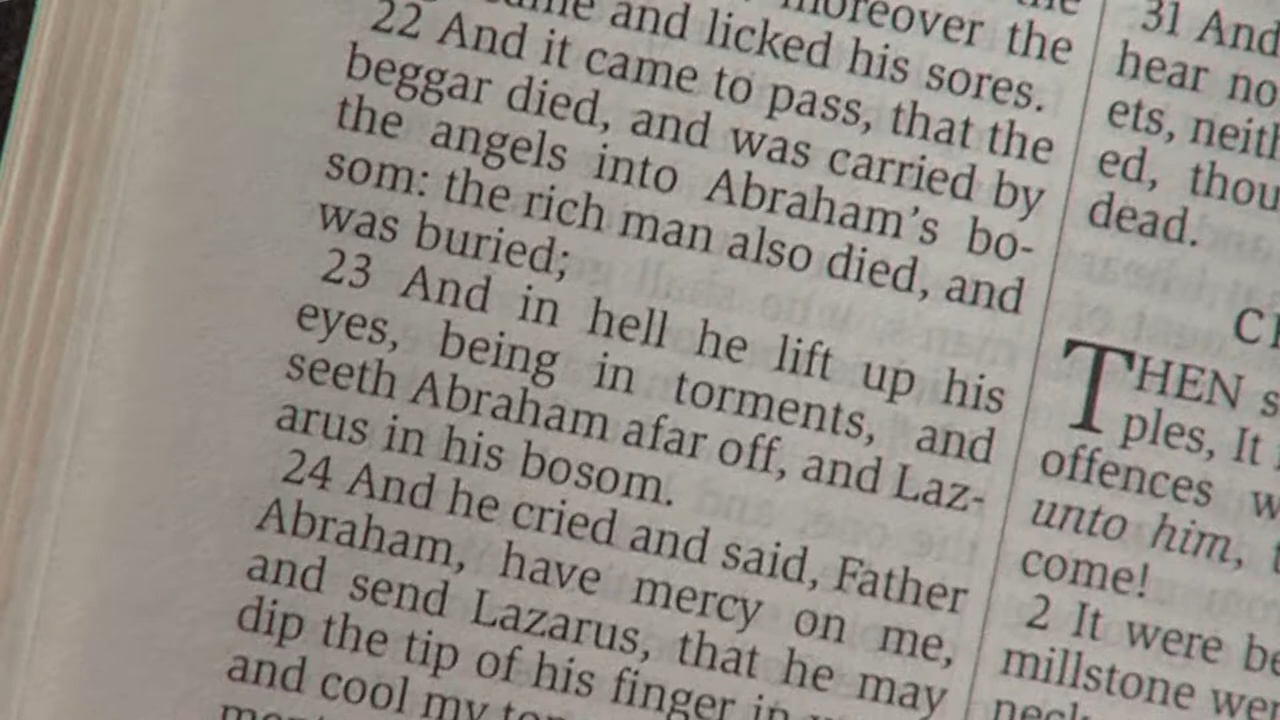 and licked his sores.
22 And it came to pass, that the
beggar died, and was carried by
the angels into Abraham's bo-
som: the rich man also died, and
was buried;
23 And in hell he lift up his
eyes, being in torments, and
seeth Abraham afar off, and Laz-
arus in his bosom.
24 And he cried and said, Father
Abraham, have mercy on me,
and send Lazarus, that he may
dip the tip of his finger in
and cool my
31 And
hear no
ets, neith
ed, thou
dead.
THEN s
ples, It
offences w
unto him, t
come!
2 It were be
millstone wer